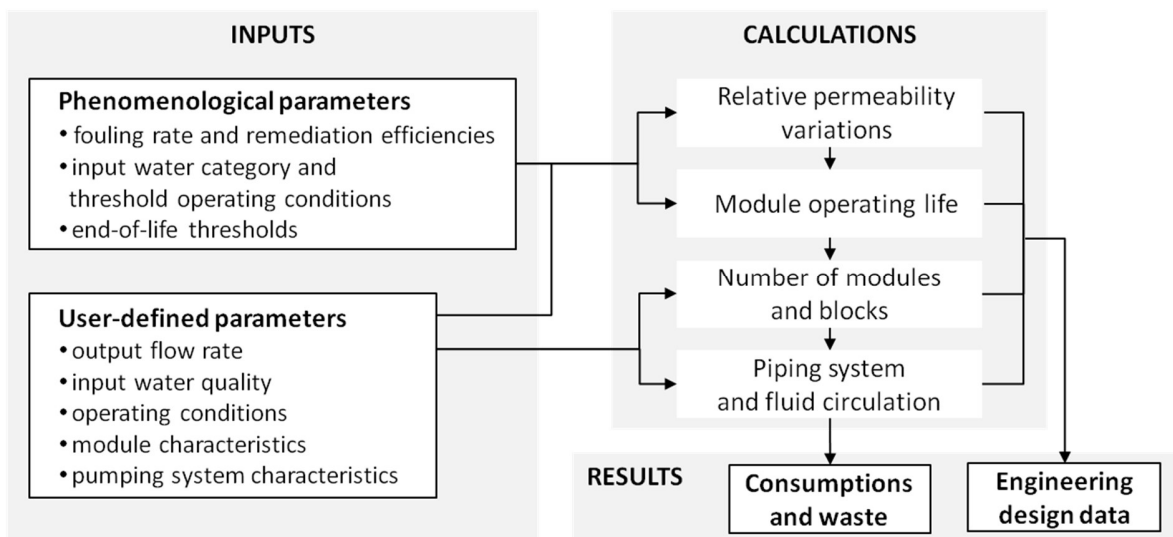 INPUTS
Phenomenological parameters
• fouling rate and remediation efficiencies
• input water category and
threshold operating conditions
• end-of-life thresholds
User-defined parameters
• output flow rate
• input water quality
• operating conditions
• module characteristics
• pumping system characteristics
CALCULATIONS
Relative permeability
variations
Module operating life
Number of modules
and blocks
Piping system
and fluid circulation
RESULTS
Consumptions
and waste
Engineering
design data